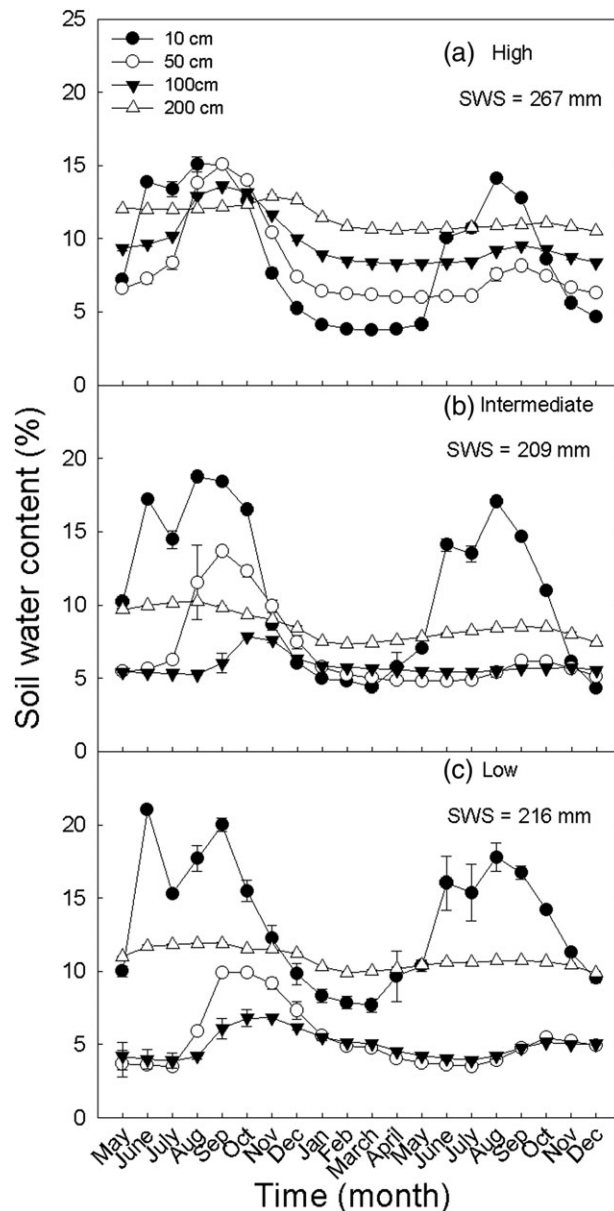 25
20
15
10
5
0
10 cm
50 cm
100cm
200 cm
(a) High
SWS = 267 mm
20
15
10
5
0
(b) Intermediate
SWS = 209 mm
20
15
10
5
0
(c) Low
SWS = 216 mm
Soil water content (%)
May June July Aug Sep Oct Nov Dec Jan Feb March April May June July Aug Sep Oct Nov Dec
Time (month)